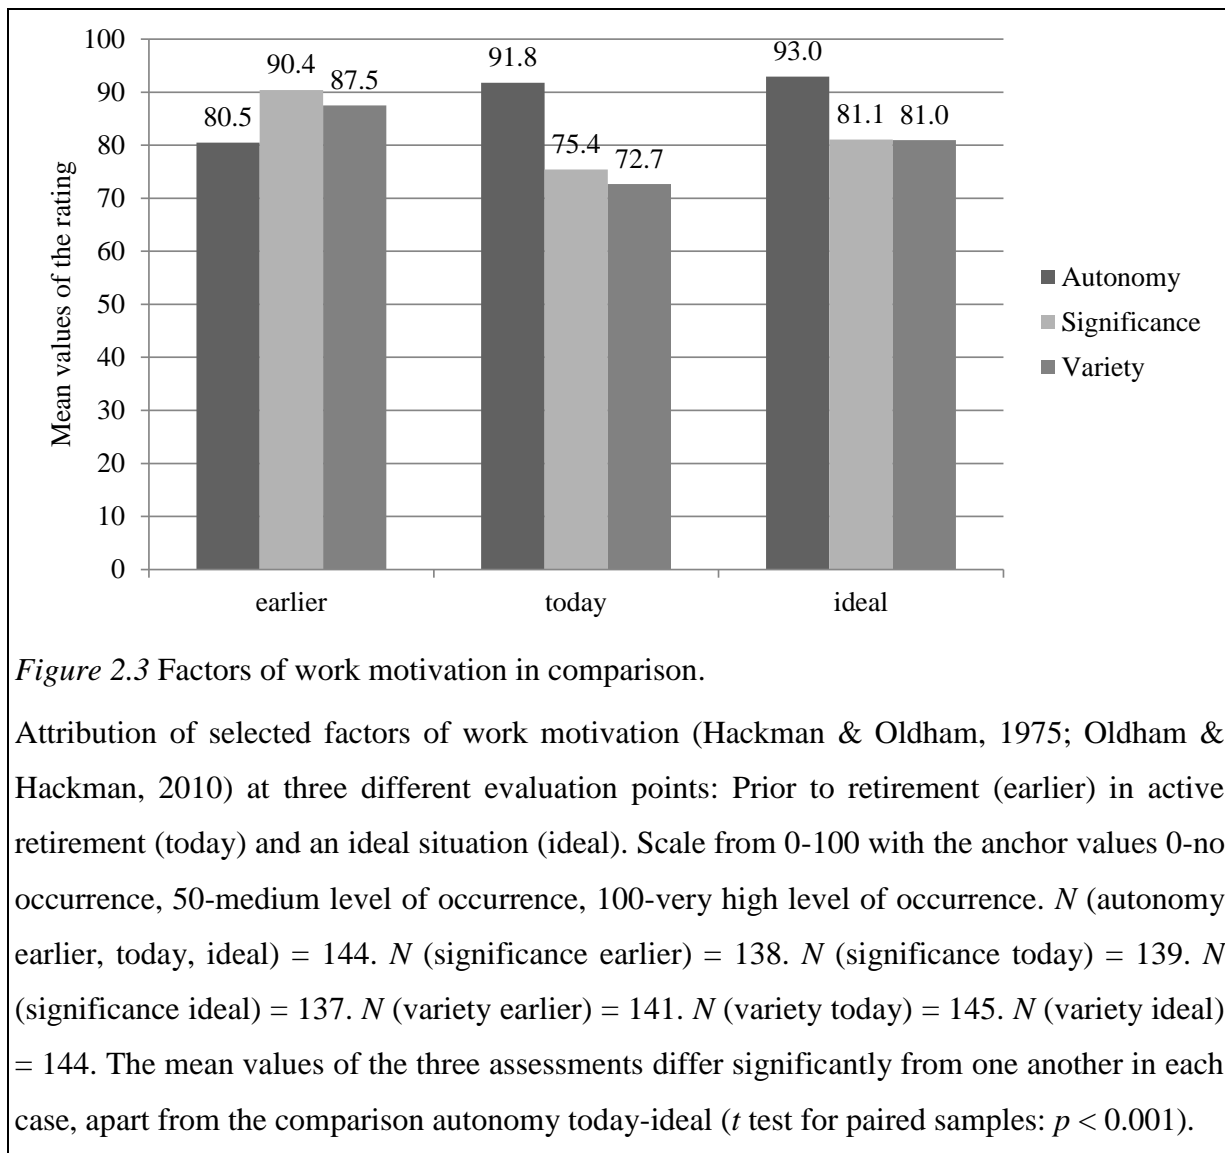 100
90
80
70
60
50
40
30
20
10
0
Mean values of the rating
80.5
90.4
87.5
91.8
75.4
72.7
93.0
81.1
81.0
earlier
today
ideal
Autonomy
Significance
Variety
Figure 2.3 Factors of work motivation in comparison.
Attribution of selected factors of work motivation (Hackman & Oldham, 1975; Oldham &
Hackman, 2010) at three different evaluation points: Prior to retirement (earlier) in active
retirement (today) and an ideal situation (ideal). Scale from 0-100 with the anchor values 0-no
occurrence, 50-medium level of occurrence, 100-very high level of occurrence. N (autonomy
earlier, today, ideal) = 144. N (significance earlier) = 138. N (significance today) = 139. N
(significance ideal) = 137. N (variety earlier) = 141. N (variety today) = 145. N (variety ideal)
= 144. The mean values of the three assessments differ significantly from one another in each
case, apart from the comparison autonomy today-ideal (t test for paired samples: p < 0.001).